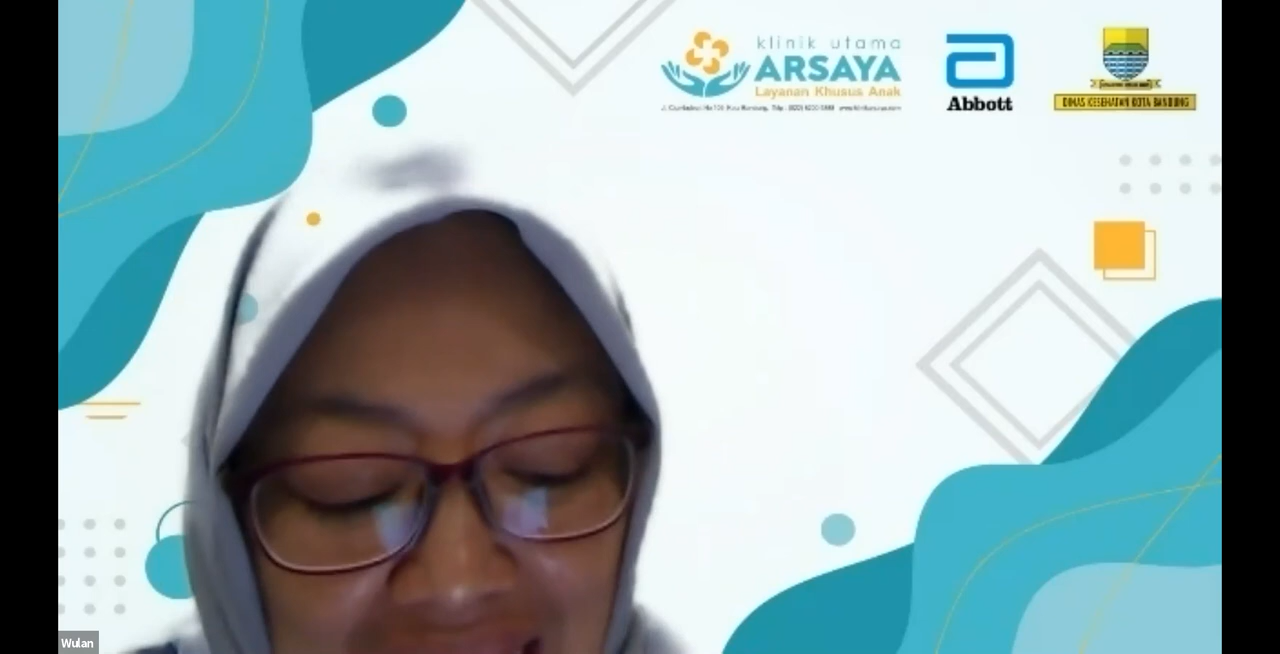 klinik utama
ARSAYA
Layanan Khusus Anak
Abbott
DINAS KESEHATAN KOTA BANDUNG
Wulan